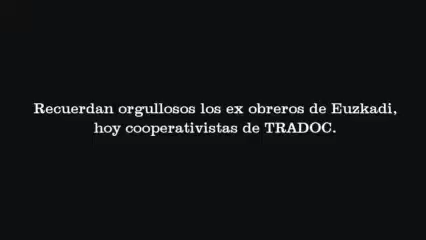 Recuerdan orgullosos los ex obreros de Euzkadi,
hoy cooperativistas de TRADOC.